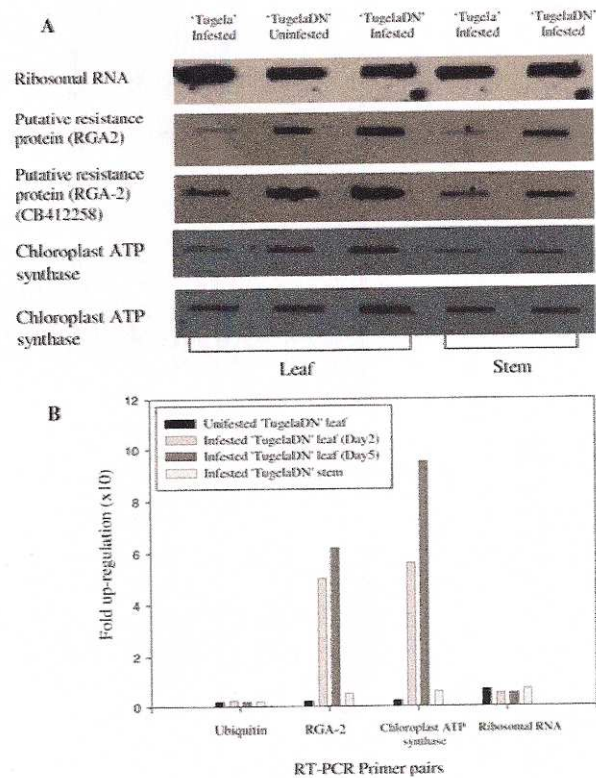 A
'Tugela' Infested
'TugelaDN' Uninfested
'TugelaDN' Infested
'Tugela' Infested
'TugelaDN' Infested
Ribosomal RNA
Putative resistance
protein (RGA2)
Putative resistance
protein (RGA-2)
(CB412258)
Chloroplast ATP
synthase
Chloroplast ATP
synthase
Leaf
Stem
B
Unifested 'TugelaDN' leaf
Infested 'TugelaDN' leaf (Day2)
Infested 'TugelaDN' leaf (Day5)
Infested 'TugelaDN' stem
Fold up-regulation (x10)
12
10
8
6
4
2
0
Ubiquitin
RGA-2
Chloroplast ATP
synthase
Ribosomal RNA
RT-PCR Primer pairs